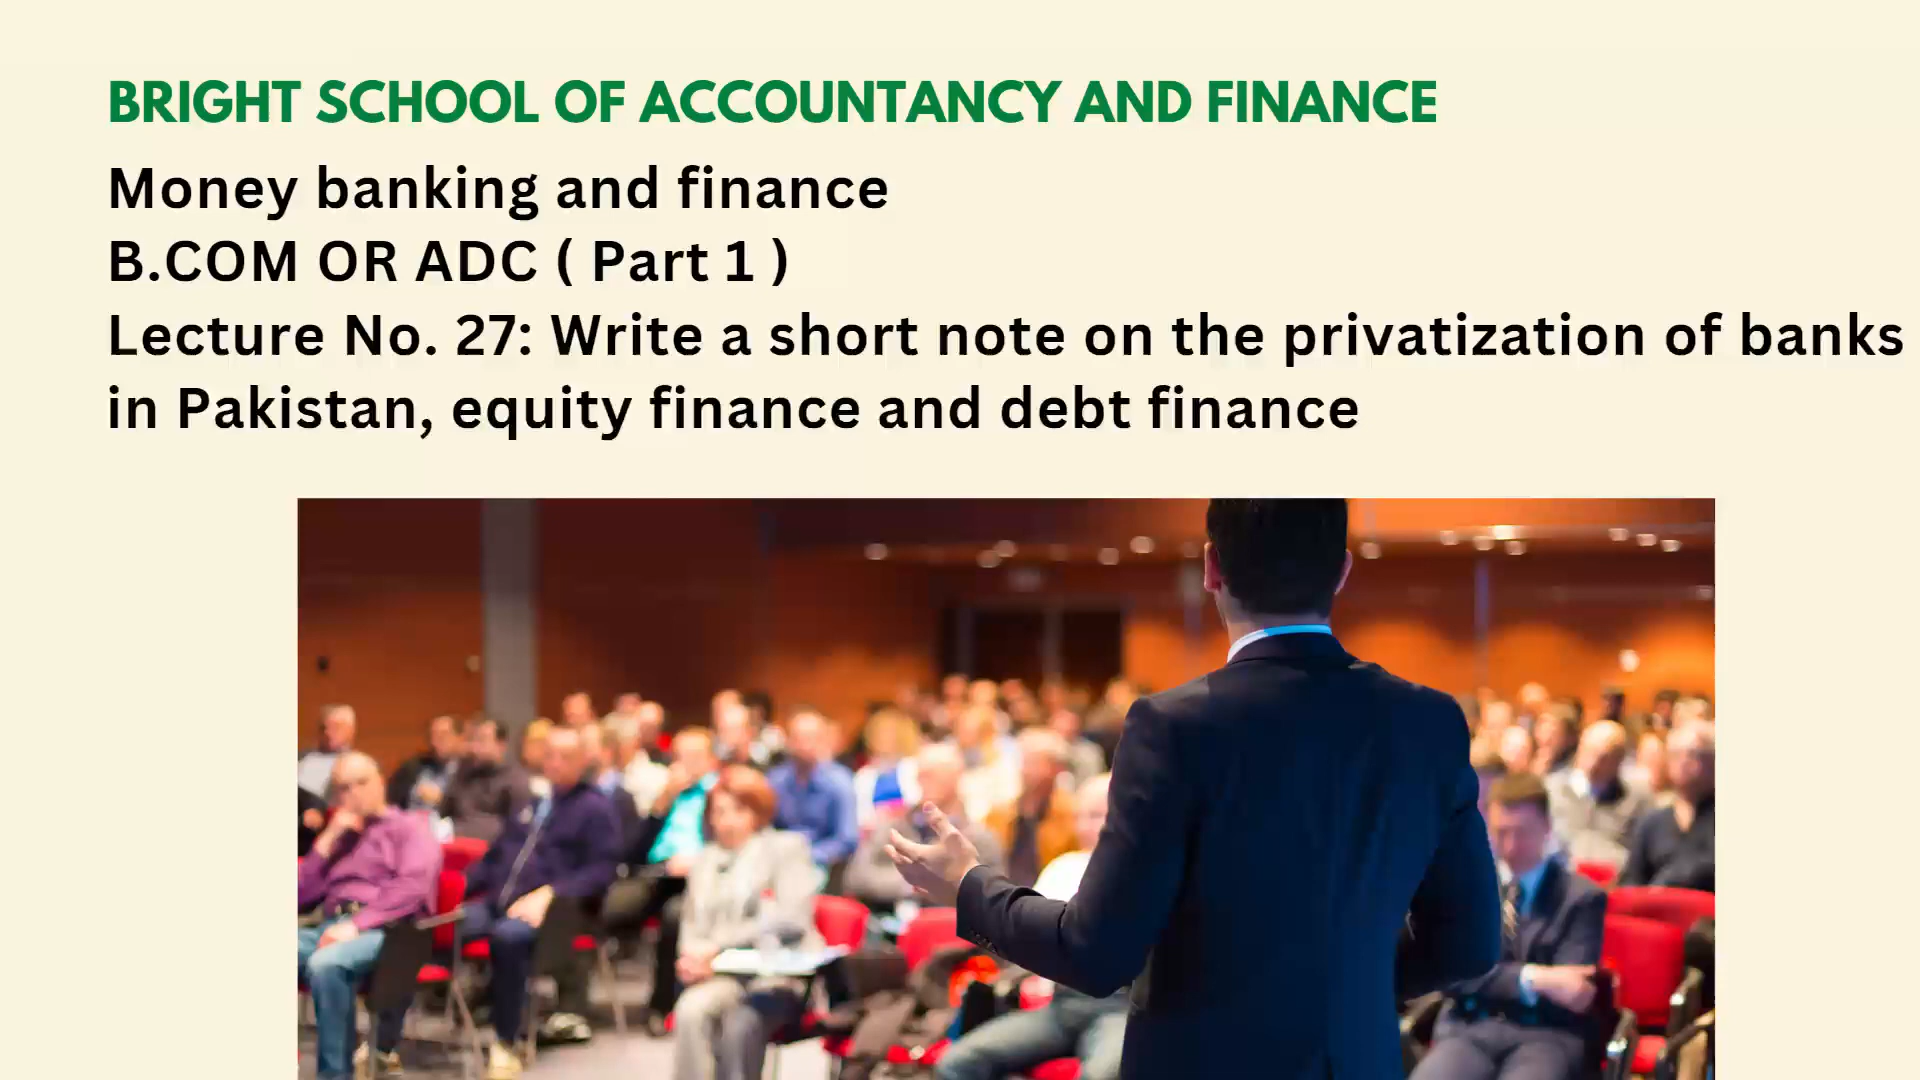 BRIGHT SCHOOL OF ACCOUNTANCY AND FINANCE
Money banking and finance
B.COM OR ADC ( Part 1 )
Lecture No. 27: Write a short note on the privatization of banks
in Pakistan, equity finance and debt finance